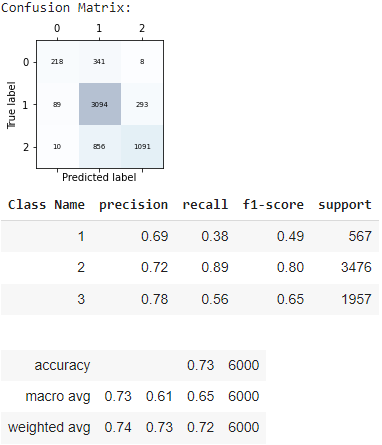 Confusion Matrix:
0 1 2
0 218 341 8
1 89 3094 293
2 10 856 1091
True label
Predicted label
Class Name precision recall f1-score support
1 0.69 0.38 0.49 567
2 0.72 0.89 0.80 3476
3 0.78 0.56 0.65 1957
accuracy 0.73 6000
macro avg 0.73 0.61 0.65 6000
weighted avg 0.74 0.73 0.72 6000